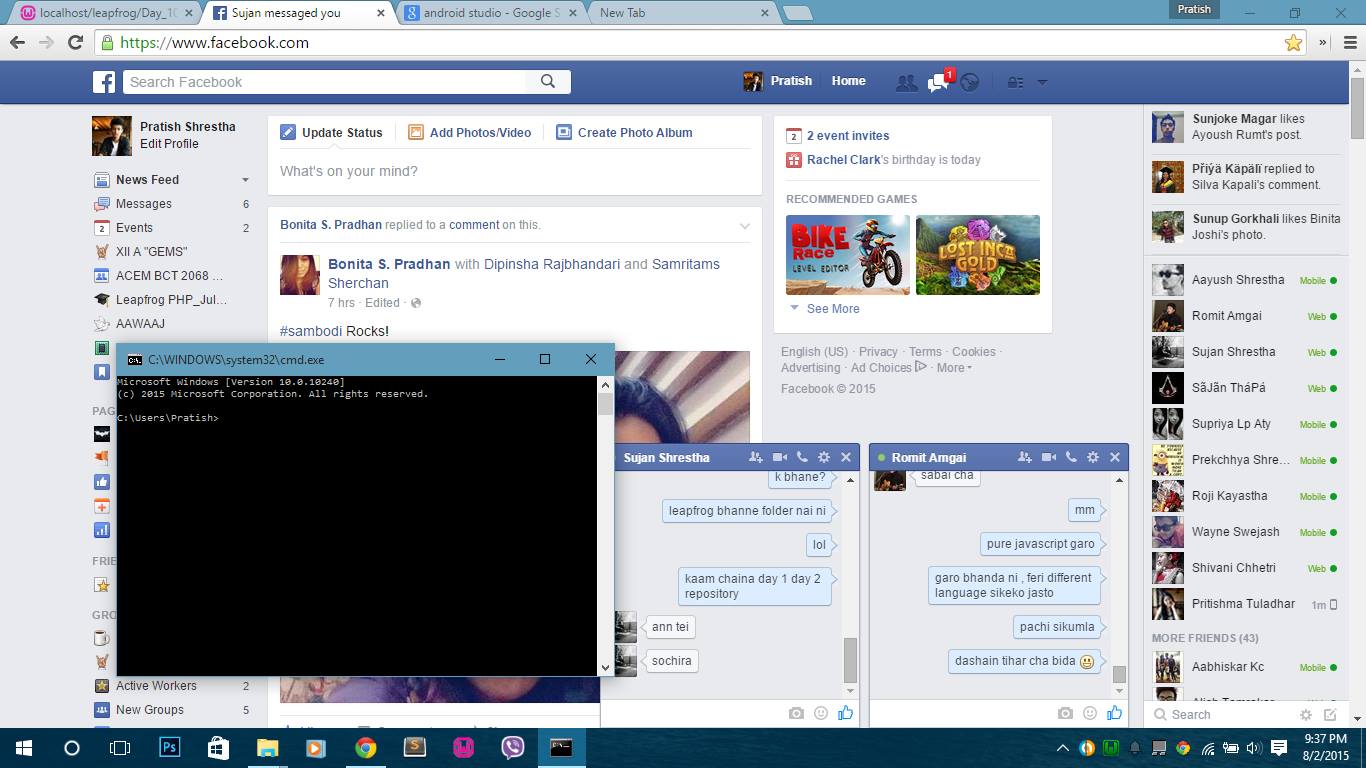 localhost/leapfrog/Day_10
Sujan messaged you
android studio - Google S
New Tab
Pratish
https://www.facebook.com
Search Facebook
Pratish
Home
1
Pratish Shrestha
Edit Profile
News Feed
Messages 6
Events 2
XII A "GEMS"
ACEM BCT 2068 ...
Leapfrog PHP_Jul...
AAWAAJ
PAG
FRIE
GRO
Active Workers 2
New Groups 5
Update Status
Add Photos/Video
Create Photo Album
What's on your mind?
Bonita S. Pradhan replied to a comment on this.
Bonita S. Pradhan with Dipinsha Rajbhandari and Samritams
Sherchan
7 hrs · Edited ·
#sambodi Rocks!
C:\WINDOWS\system32\cmd.exe
Microsoft Windows [Version 10.0.10240]
(c) 2015 Microsoft Corporation. All rights reserved.
C:\Users\Pratish>
2 event invites
Rachel Clark's birthday is today
RECOMMENDED GAMES
BIKE
Race
LEVEL EDITOR
LOST INCA
GOLD
See More
English (US) · Privacy · Terms · Cookies ·
Advertising · Ad Choices · More
Facebook © 2015
Sujan Shrestha
k bhane?
leapfrog bhanne folder nai ni
lol
kaam chaina day 1 day 2
repository
ann tei
sochira
Romit Amgai
sabai cha
mm
pure javascript garo
garo bhanda ni , feri different
language sikeko jasto
pachi sikumla
dashain tihar cha bida
Sunjoke Magar likes
Ayoush Rumt's post.
Přiýä Käpälï replied to
Silva Kapali's comment.
Sunup Gorkhali likes Binita
Joshi's photo.
Aayush Shrestha Mobile
Romit Amgai Web
Sujan Shrestha Web
SãJãn TháPá Web
Supriya Lp Aty Mobile
Prekchhya Shre... Mobile
Roji Kayastha Mobile
Wayne Swejash Mobile
Shivani Chhetri Web
Pritishma Tuladhar 1m
MORE FRIENDS (43)
Aabhiskar Kc Mobile
Search
Ps
S
9:37 PM
8/2/2015